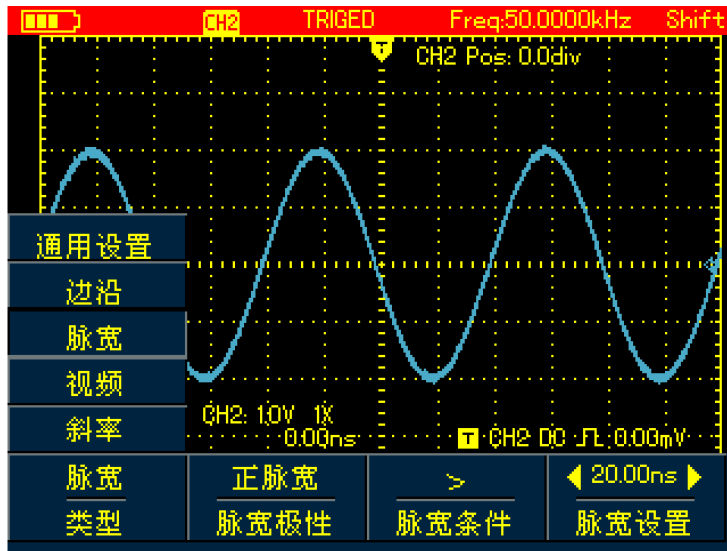 CH2 TRIGED Freq:50.0000kHz Shift
T CH2 Pos: 0.0div
通用设置
边沿
脉宽
视频
斜率
CH2: 1.0V 1X
0.00ns T CH2 DC 0.00mV
脉宽 正脉宽 > 20.00ns
类型 脉宽极性 脉宽条件 脉宽设置